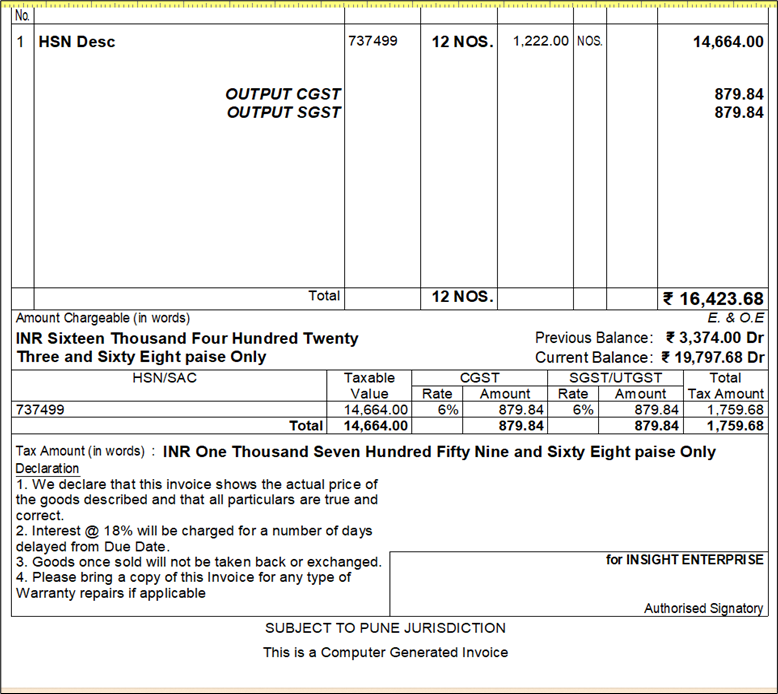 No.
1 HSN Desc 737499 12 NOS. 1,222.00 NOS. 14,664.00
OUTPUT CGST 879.84
OUTPUT SGST 879.84
Total 12 NOS. ₹ 16,423.68
Amount Chargeable (in words) E. & O.E
INR Sixteen Thousand Four Hundred Twenty Previous Balance: ₹ 3,374.00 Dr
Three and Sixty Eight paise Only Current Balance: ₹ 19,797.68 Dr
HSN/SAC Taxable CGST SGST/UTGST Total
Value Rate Amount Rate Amount Tax Amount
737499 14,664.00 6% 879.84 6% 879.84 1,759.68
Total 14,664.00 879.84 879.84 1,759.68
Tax Amount (in words) : INR One Thousand Seven Hundred Fifty Nine and Sixty Eight paise Only
Declaration
1. We declare that this invoice shows the actual price of
the goods described and that all particulars are true and
correct.
2. Interest @ 18% will be charged for a number of days
delayed from Due Date.
3. Goods once sold will not be taken back or exchanged.
4. Please bring a copy of this Invoice for any type of
Warranty repairs if applicable
for INSIGHT ENTERPRISE
Authorised Signatory
SUBJECT TO PUNE JURISDICTION
This is a Computer Generated Invoice